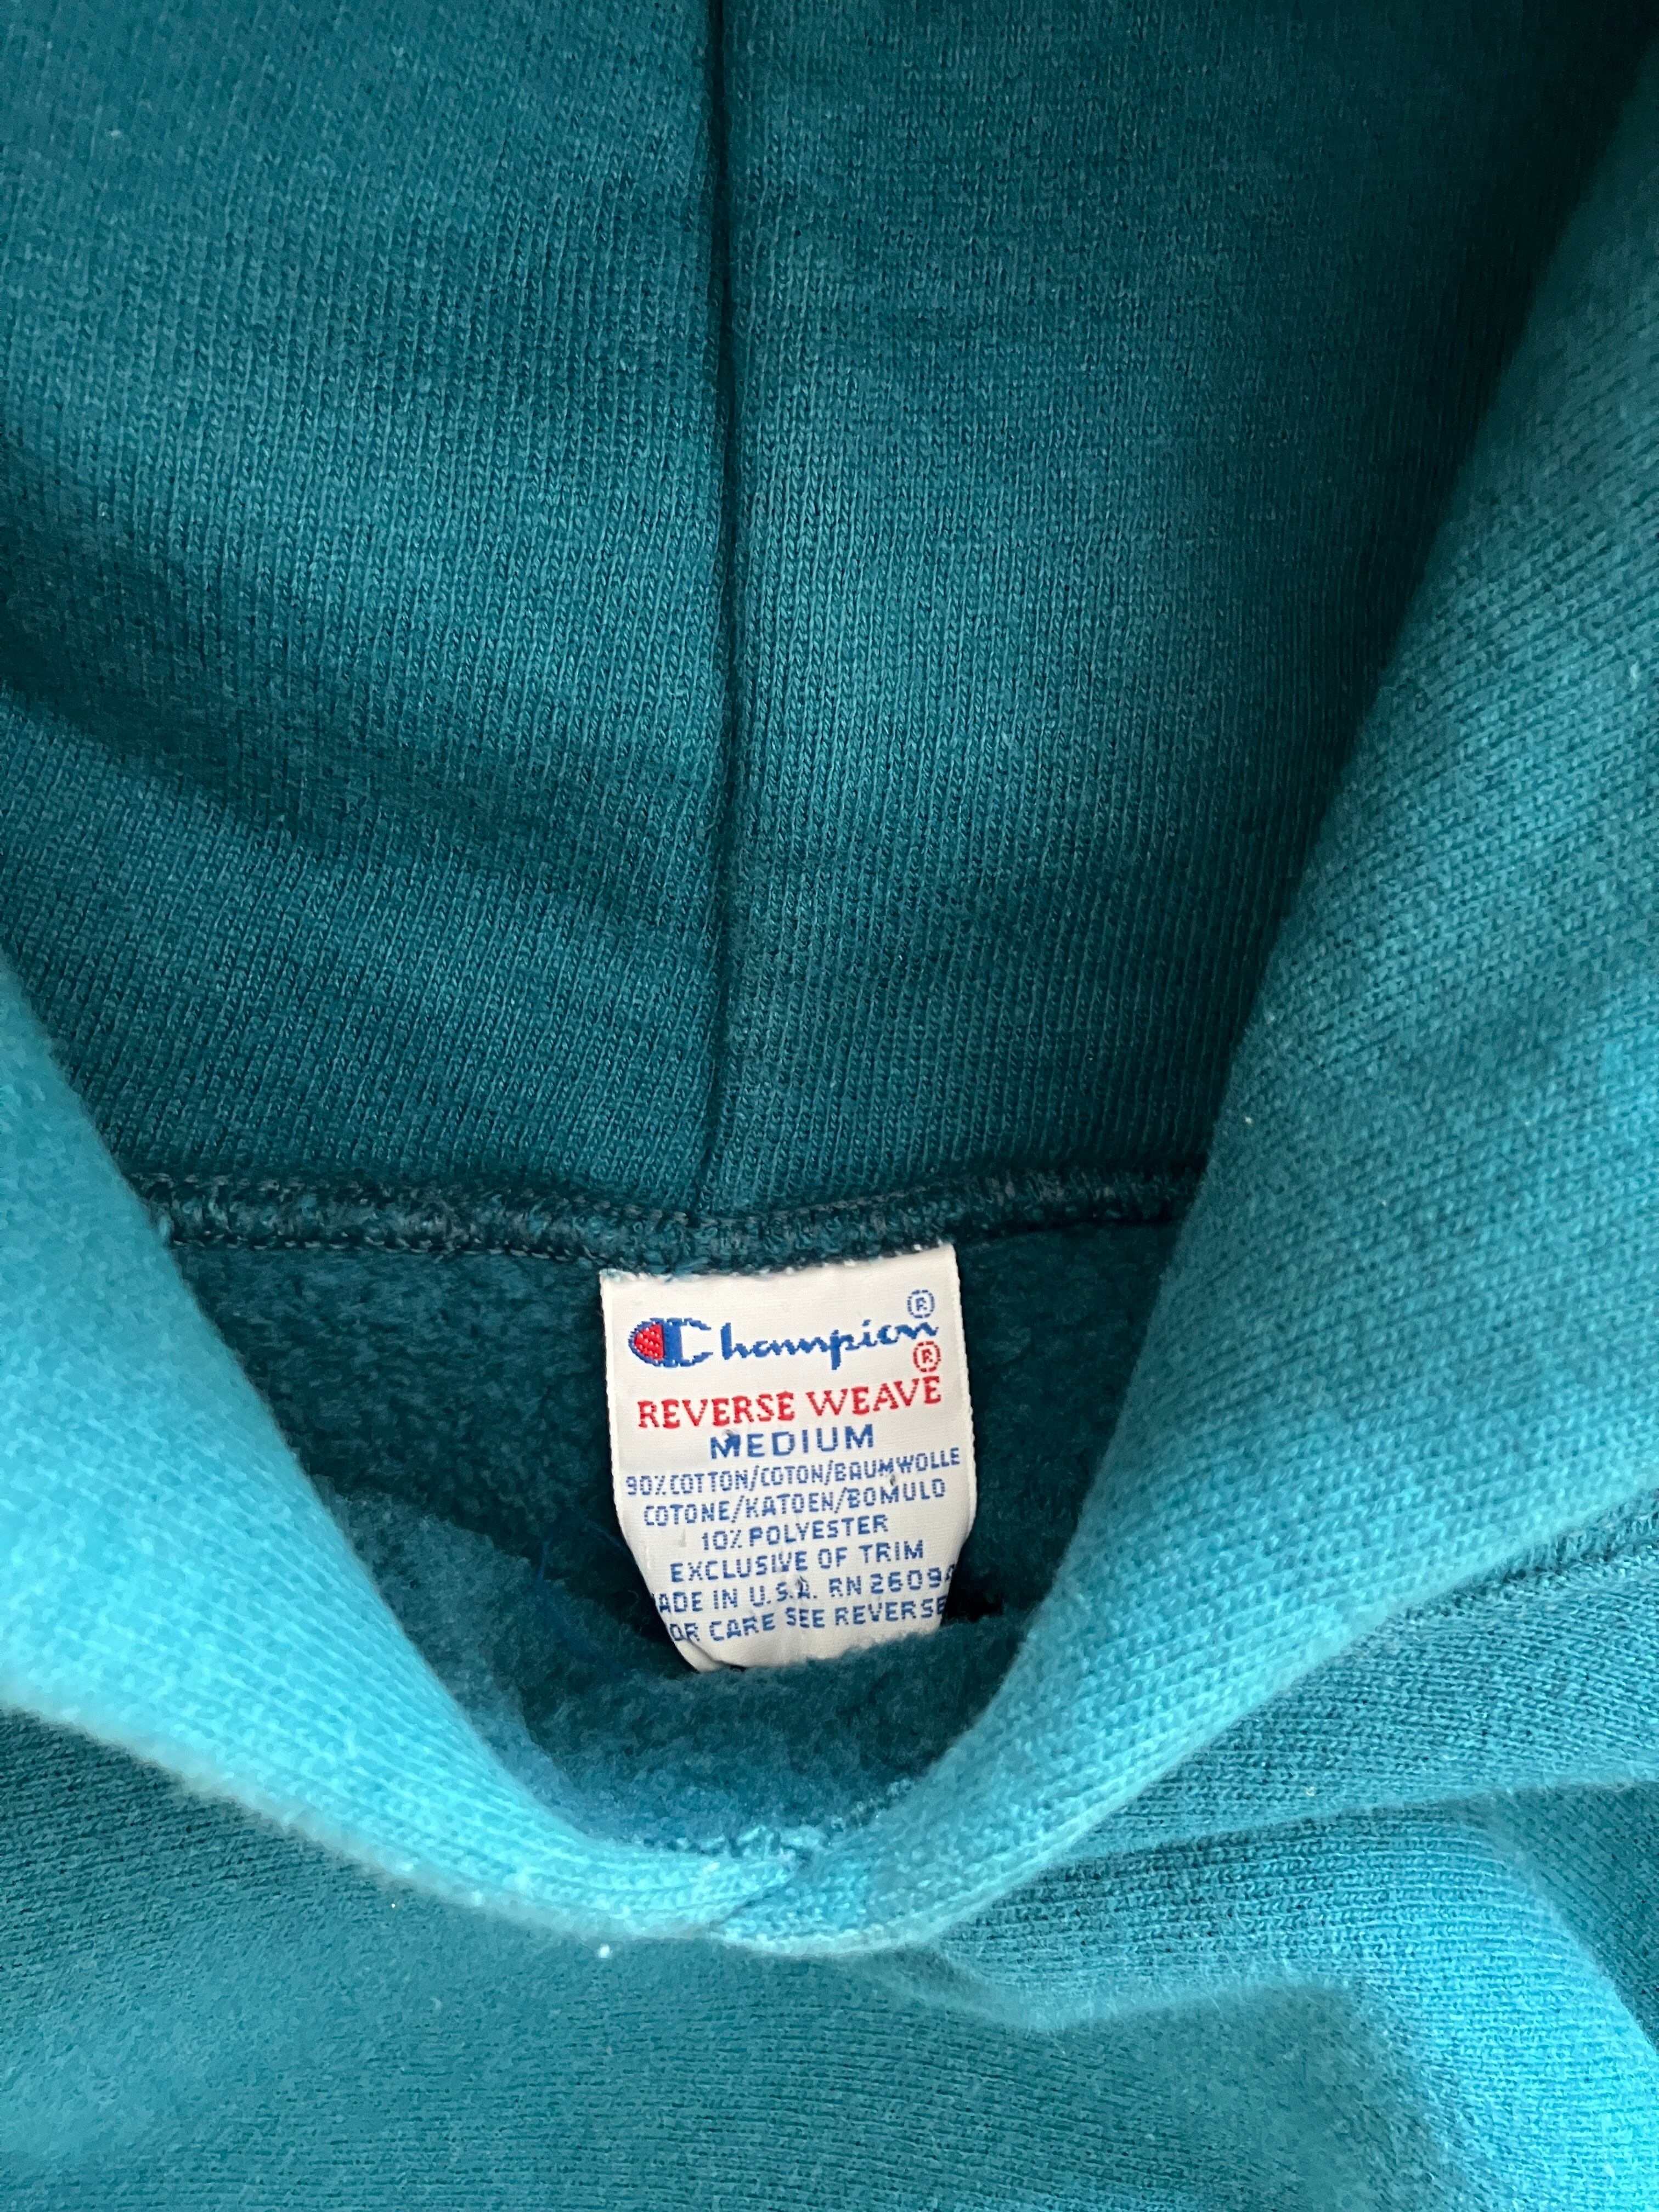 Champion®
REVERSE WEAVE®
MEDIUM
90% COTTON/COTON/BAUMWOLLE
COTONE/KATOEN/BOMULD
10% POLYESTER
EXCLUSIVE OF TRIM
ADE IN U.S.A. RN 26094
OR CARE SEE REVERSE